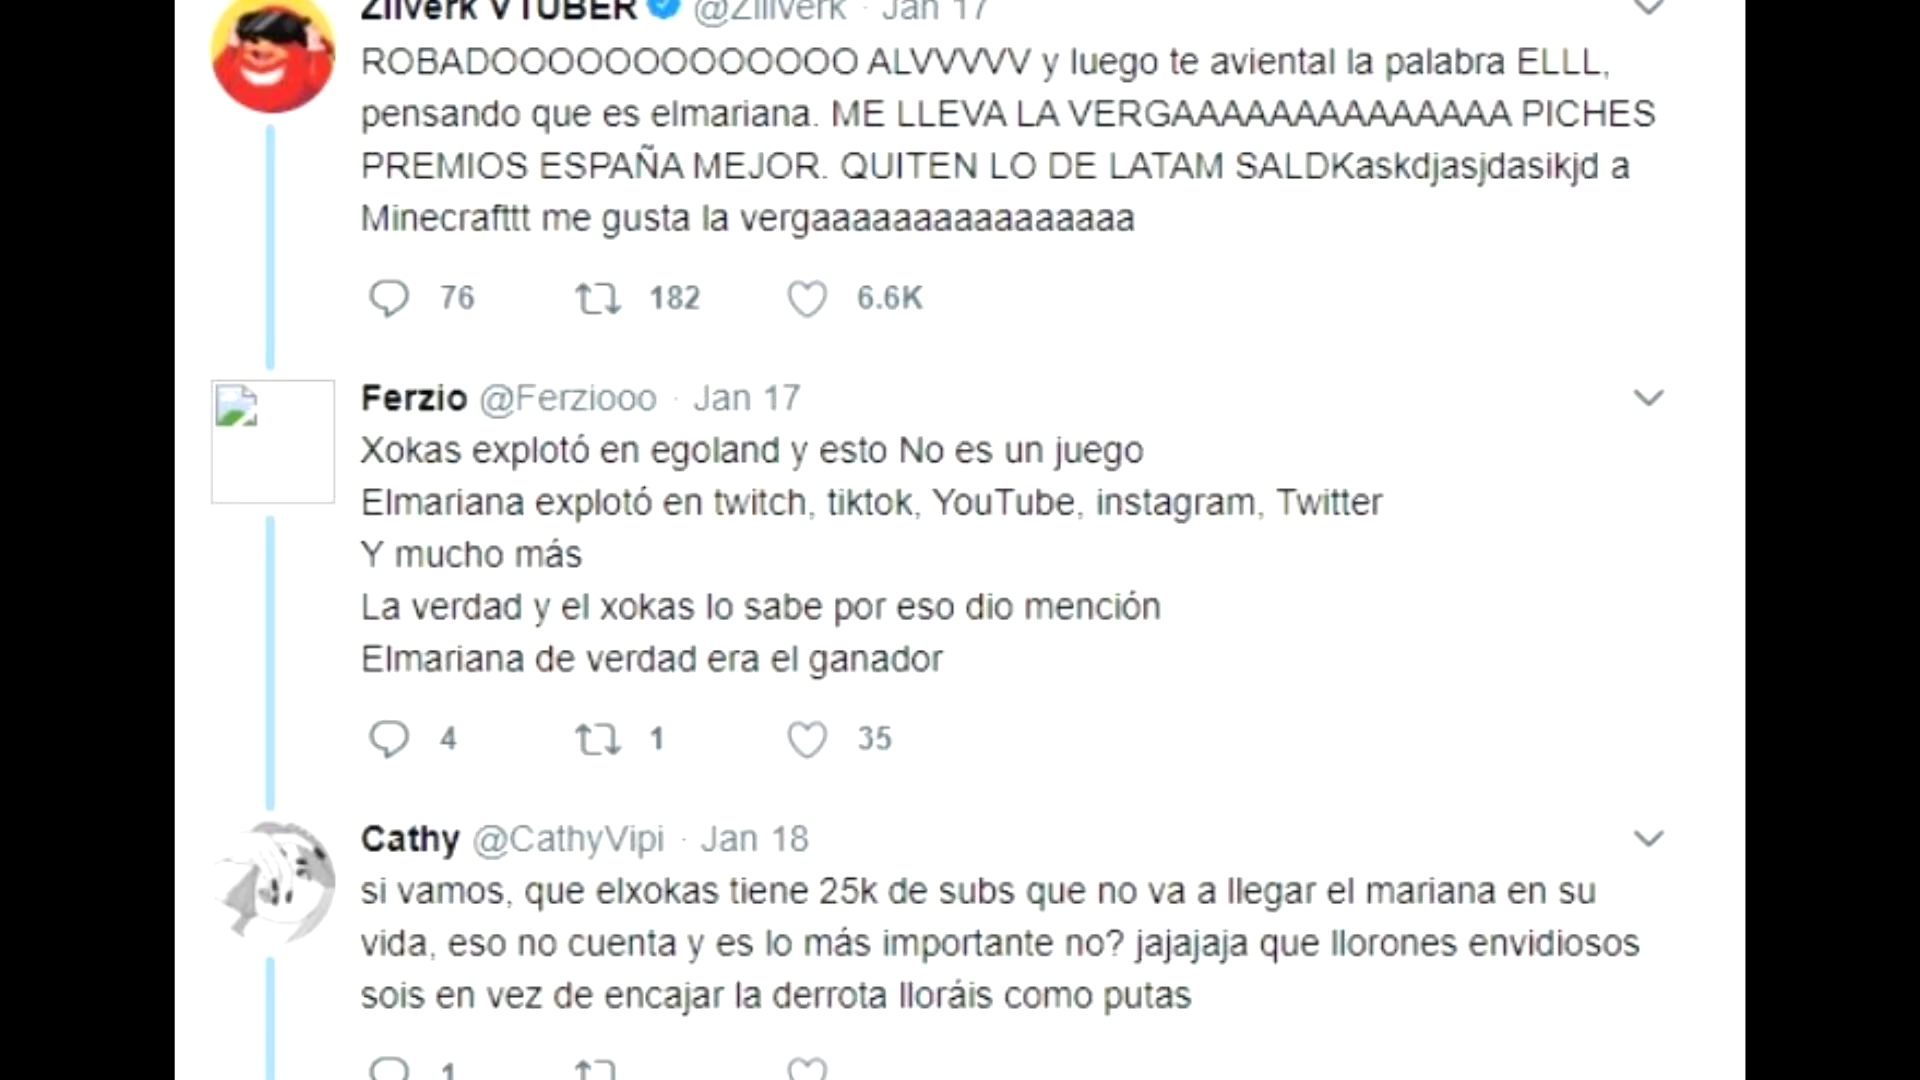 Zilverk VTUBER @Zilverk · Jan 17
ROBADOOOOOOOOOOOOO ALVVVVV y luego te aviental la palabra ELLL,
pensando que es elmariana. ME LLEVA LA VERGAAAAAAAAAAAAAA PICHES
PREMIOS ESPAÑA MEJOR. QUITEN LO DE LATAM SALDKaskdjasjdasikjd a
Minecrafttt me gusta la vergaaaaaaaaaaaaaaaa
76 182 6.6K
Ferzio @Ferziooo · Jan 17
Xokas explotó en egoland y esto No es un juego
Elmariana explotó en twitch, tiktok, YouTube, instagram, Twitter
Y mucho más
La verdad y el xokas lo sabe por eso dio mención
Elmariana de verdad era el ganador
4 1 35
Cathy @CathyVipi · Jan 18
si vamos, que elxokas tiene 25k de subs que no va a llegar el mariana en su
vida, eso no cuenta y es lo más importante no? jajajaja que llorones envidiosos
sois en vez de encajar la derrota lloráis como putas
1